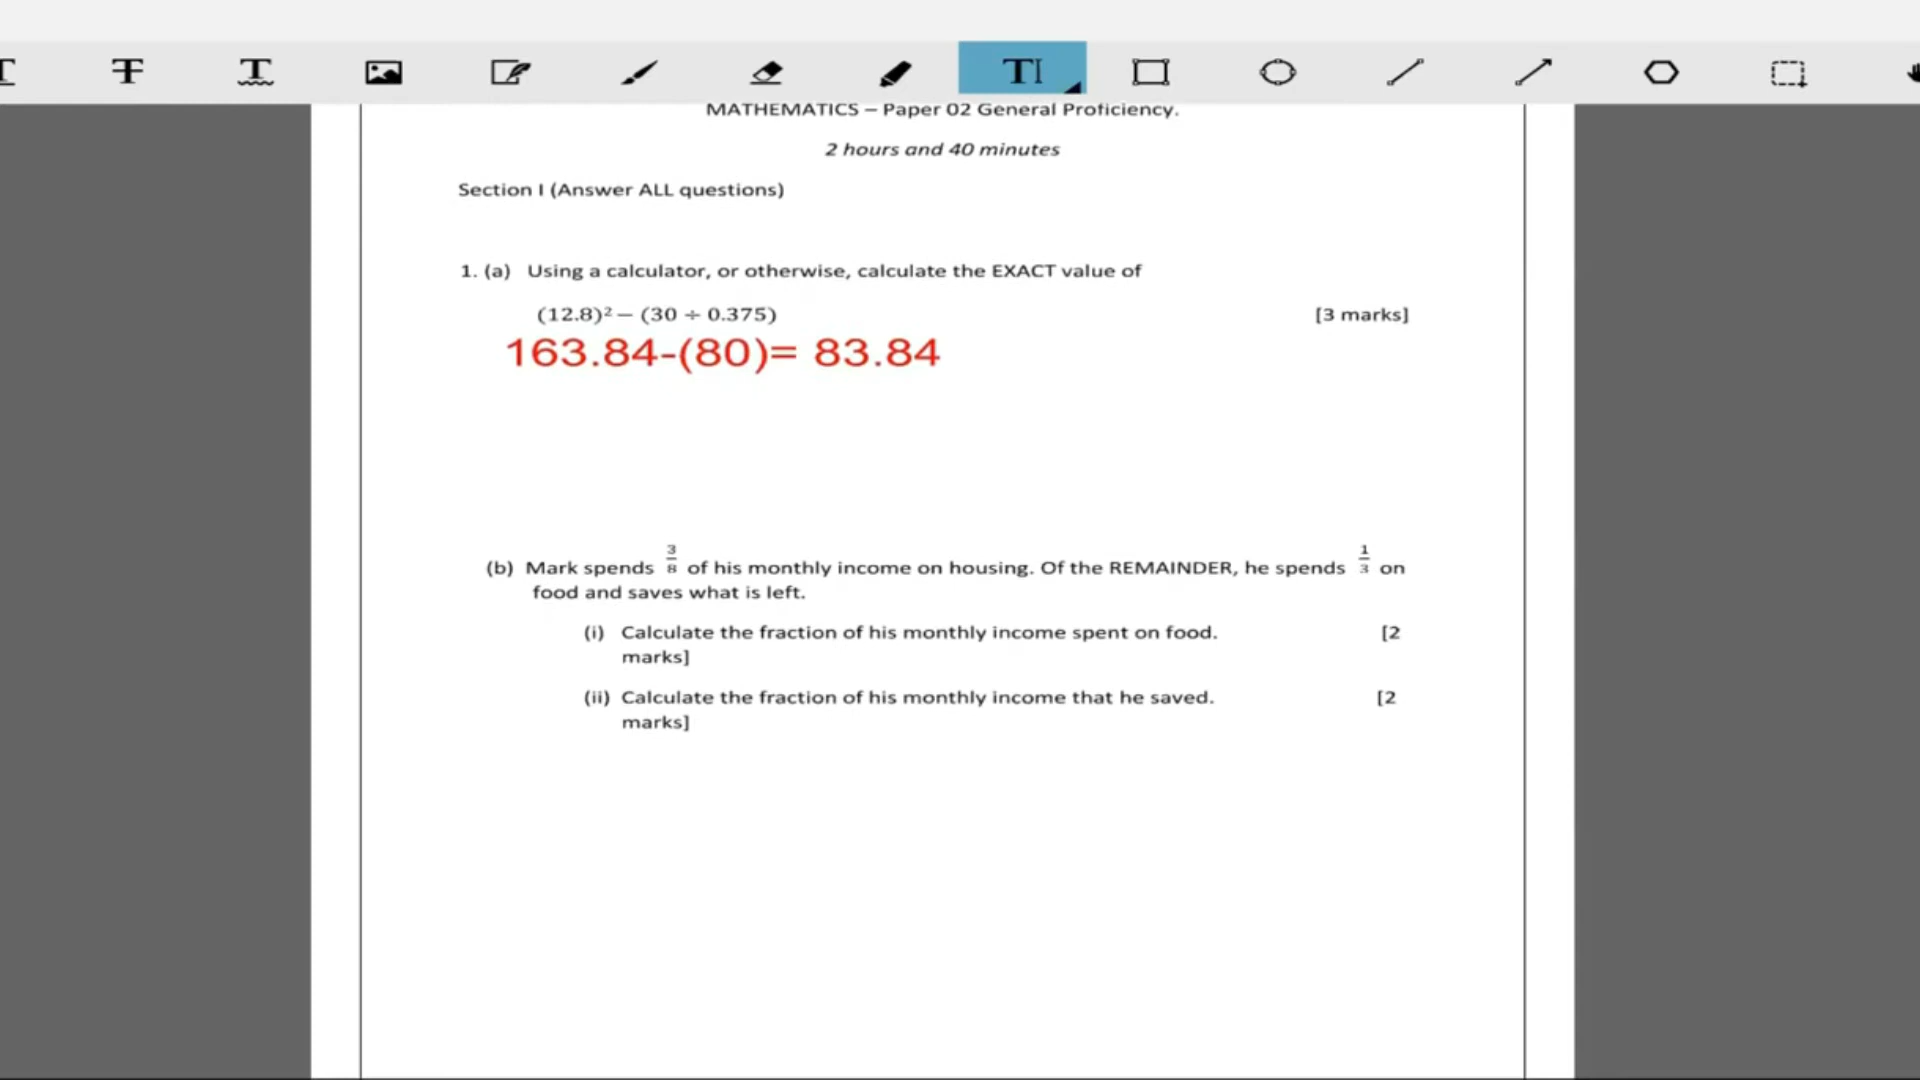 MATHEMATICS – Paper 02 General Proficiency.
2 hours and 40 minutes
Section I (Answer ALL questions)
1. (a) Using a calculator, or otherwise, calculate the EXACT value of
(12.8)² – (30 ÷ 0.375) [3 marks]
163.84-(80)= 83.84
(b) Mark spends 3/8 of his monthly income on housing. Of the REMAINDER, he spends 1/3 on
food and saves what is left.
(i) Calculate the fraction of his monthly income spent on food. [2
marks]
(ii) Calculate the fraction of his monthly income that he saved. [2
marks]